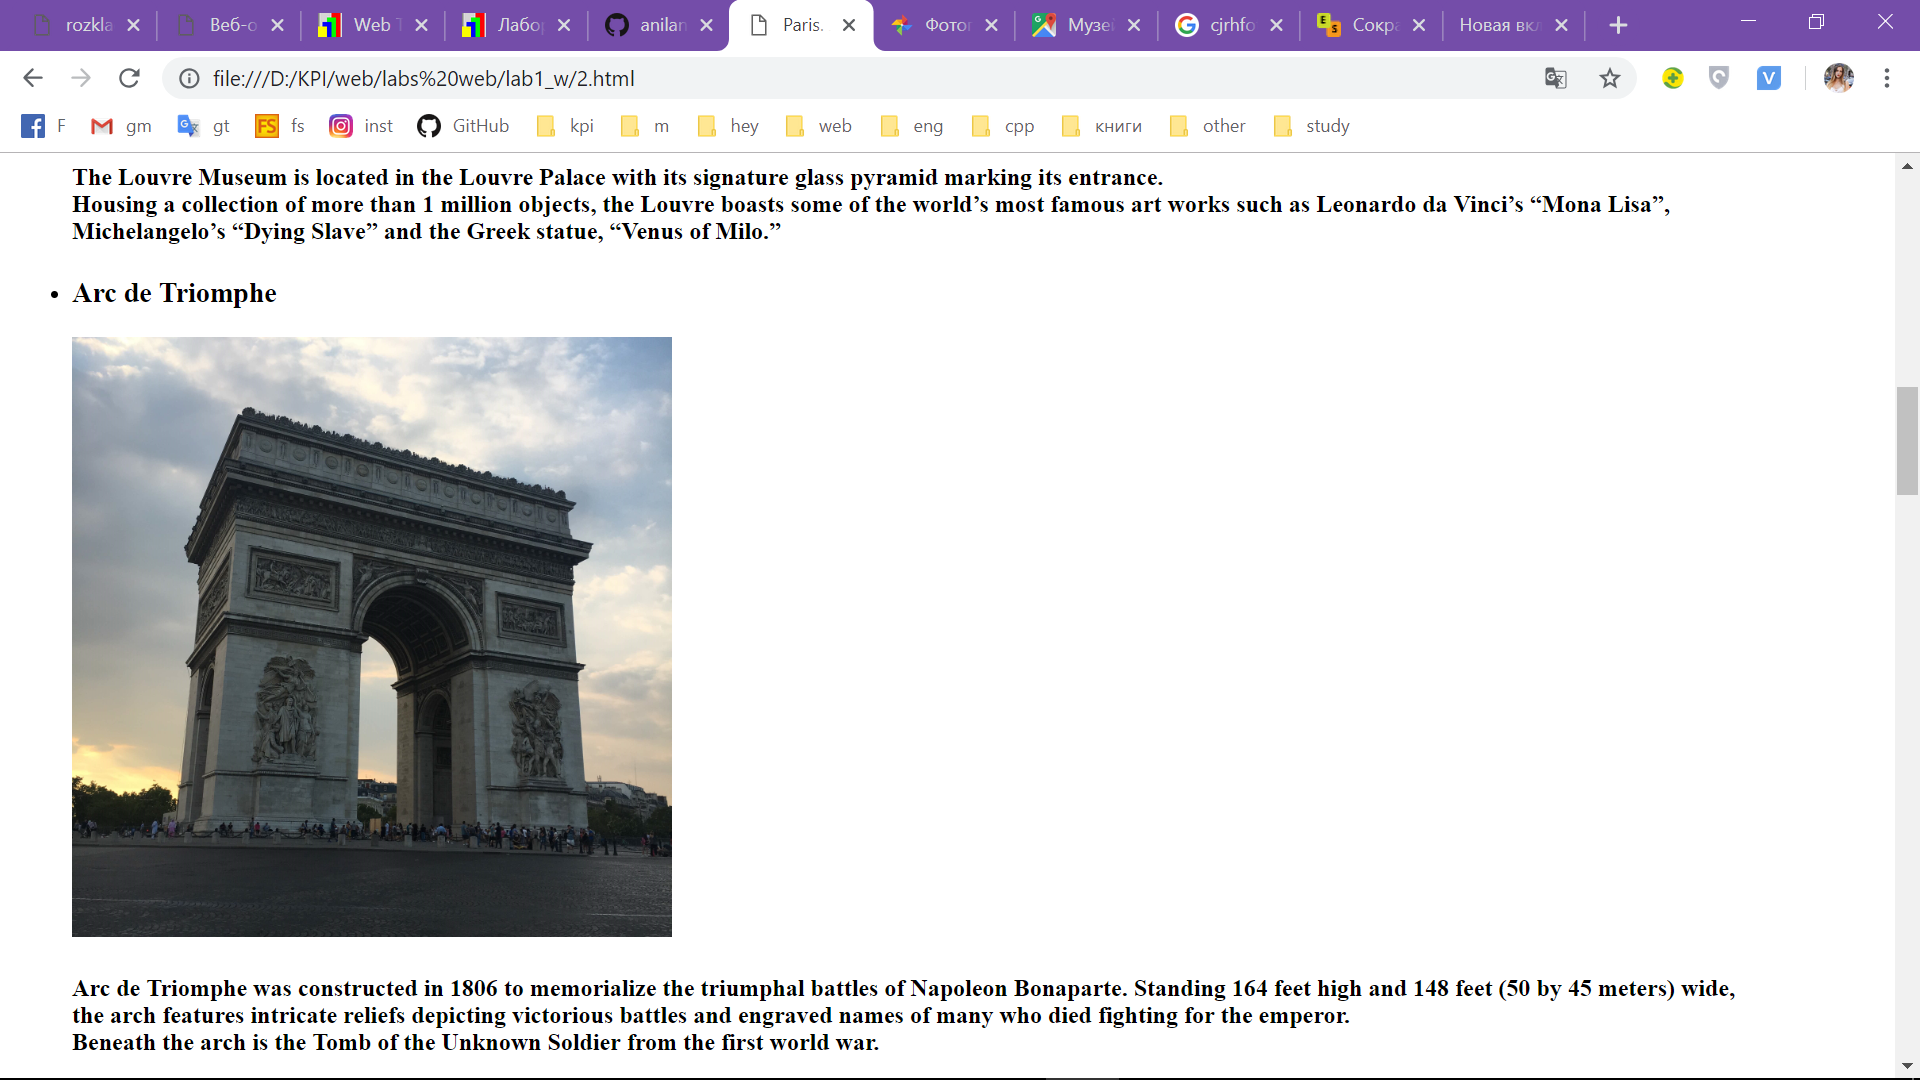 rozkla
Веб-о
Web T
Лабор
anilan
Paris.
Фотог
Музе
cjrhfo
Сокра
Новая вк
file:///D:/KPI/web/labs%20web/lab1_w/2.html
F
gm
gt
fs
inst
GitHub
kpi
m
hey
web
eng
cpp
книги
other
study
The Louvre Museum is located in the Louvre Palace with its signature glass pyramid marking its entrance.
Housing a collection of more than 1 million objects, the Louvre boasts some of the world’s most famous art works such as Leonardo da Vinci’s “Mona Lisa”,
Michelangelo’s “Dying Slave” and the Greek statue, “Venus of Milo.”
• Arc de Triomphe
Arc de Triomphe was constructed in 1806 to memorialize the triumphal battles of Napoleon Bonaparte. Standing 164 feet high and 148 feet (50 by 45 meters) wide,
the arch features intricate reliefs depicting victorious battles and engraved names of many who died fighting for the emperor.
Beneath the arch is the Tomb of the Unknown Soldier from the first world war.